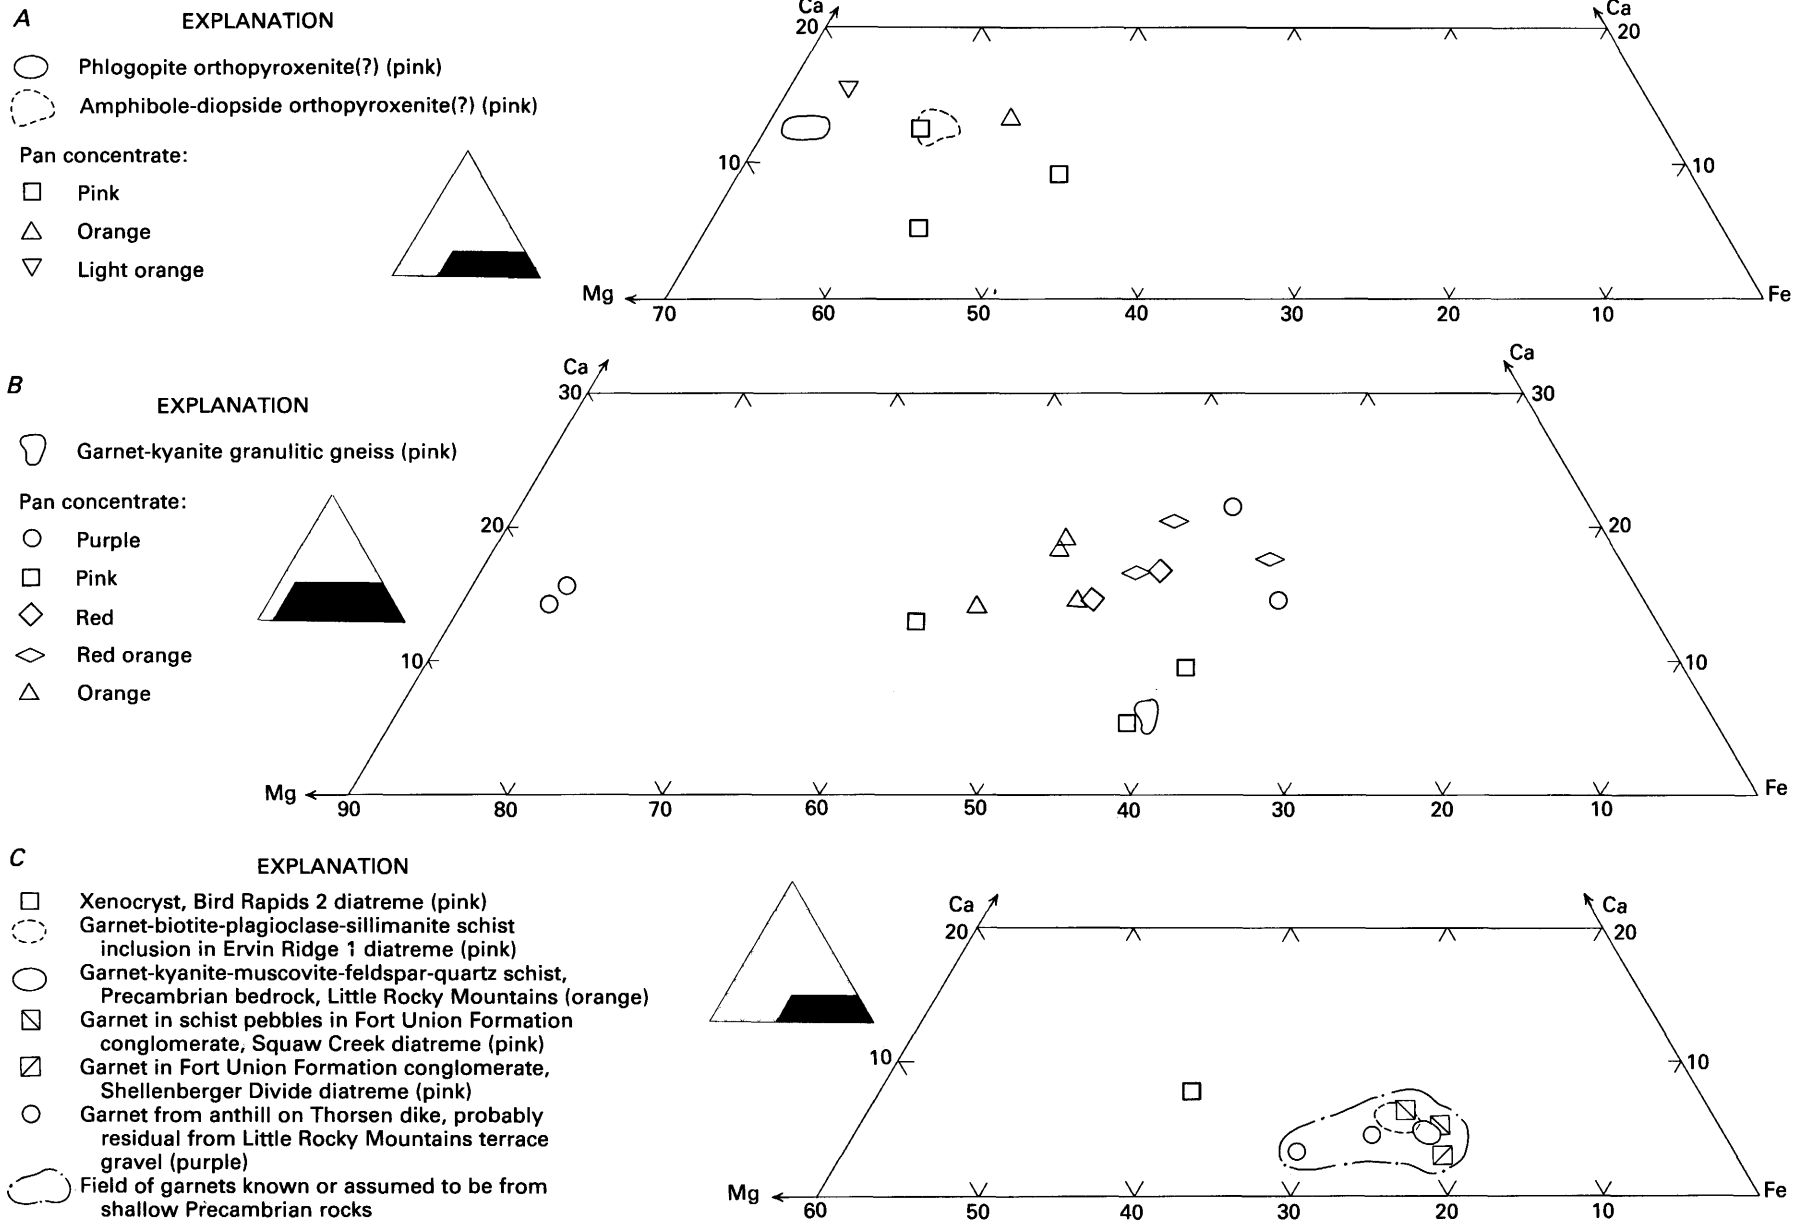 A
EXPLANATION
Phlogopite orthopyroxenite(?) (pink)
Amphibole-diopside orthopyroxenite(?) (pink)
Pan concentrate:
Pink
Orange
Light orange
Ca
20
Ca
20
10
10
Mg
Fe
70
60
50
40
30
20
10
B
EXPLANATION
Garnet-kyanite granulitic gneiss (pink)
Pan concentrate:
Purple
Pink
Red
Red orange
Orange
Ca
30
Ca
30
20
20
10
10
Mg
Fe
90
80
70
60
50
40
30
20
10
C
EXPLANATION
Xenocryst, Bird Rapids 2 diatreme (pink)
Garnet-biotite-plagioclase-sillimanite schist
inclusion in Ervin Ridge 1 diatreme (pink)
Garnet-kyanite-muscovite-feldspar-quartz schist,
Precambrian bedrock, Little Rocky Mountains (orange)
Garnet in schist pebbles in Fort Union Formation
conglomerate, Squaw Creek diatreme (pink)
Garnet in Fort Union Formation conglomerate,
Shellenberger Divide diatreme (pink)
Garnet from anthill on Thorsen dike, probably
residual from Little Rocky Mountains terrace
gravel (purple)
Field of garnets known or assumed to be from
shallow Precambrian rocks
Ca
20
Ca
20
10
10
Mg
Fe
60
50
40
30
20
10